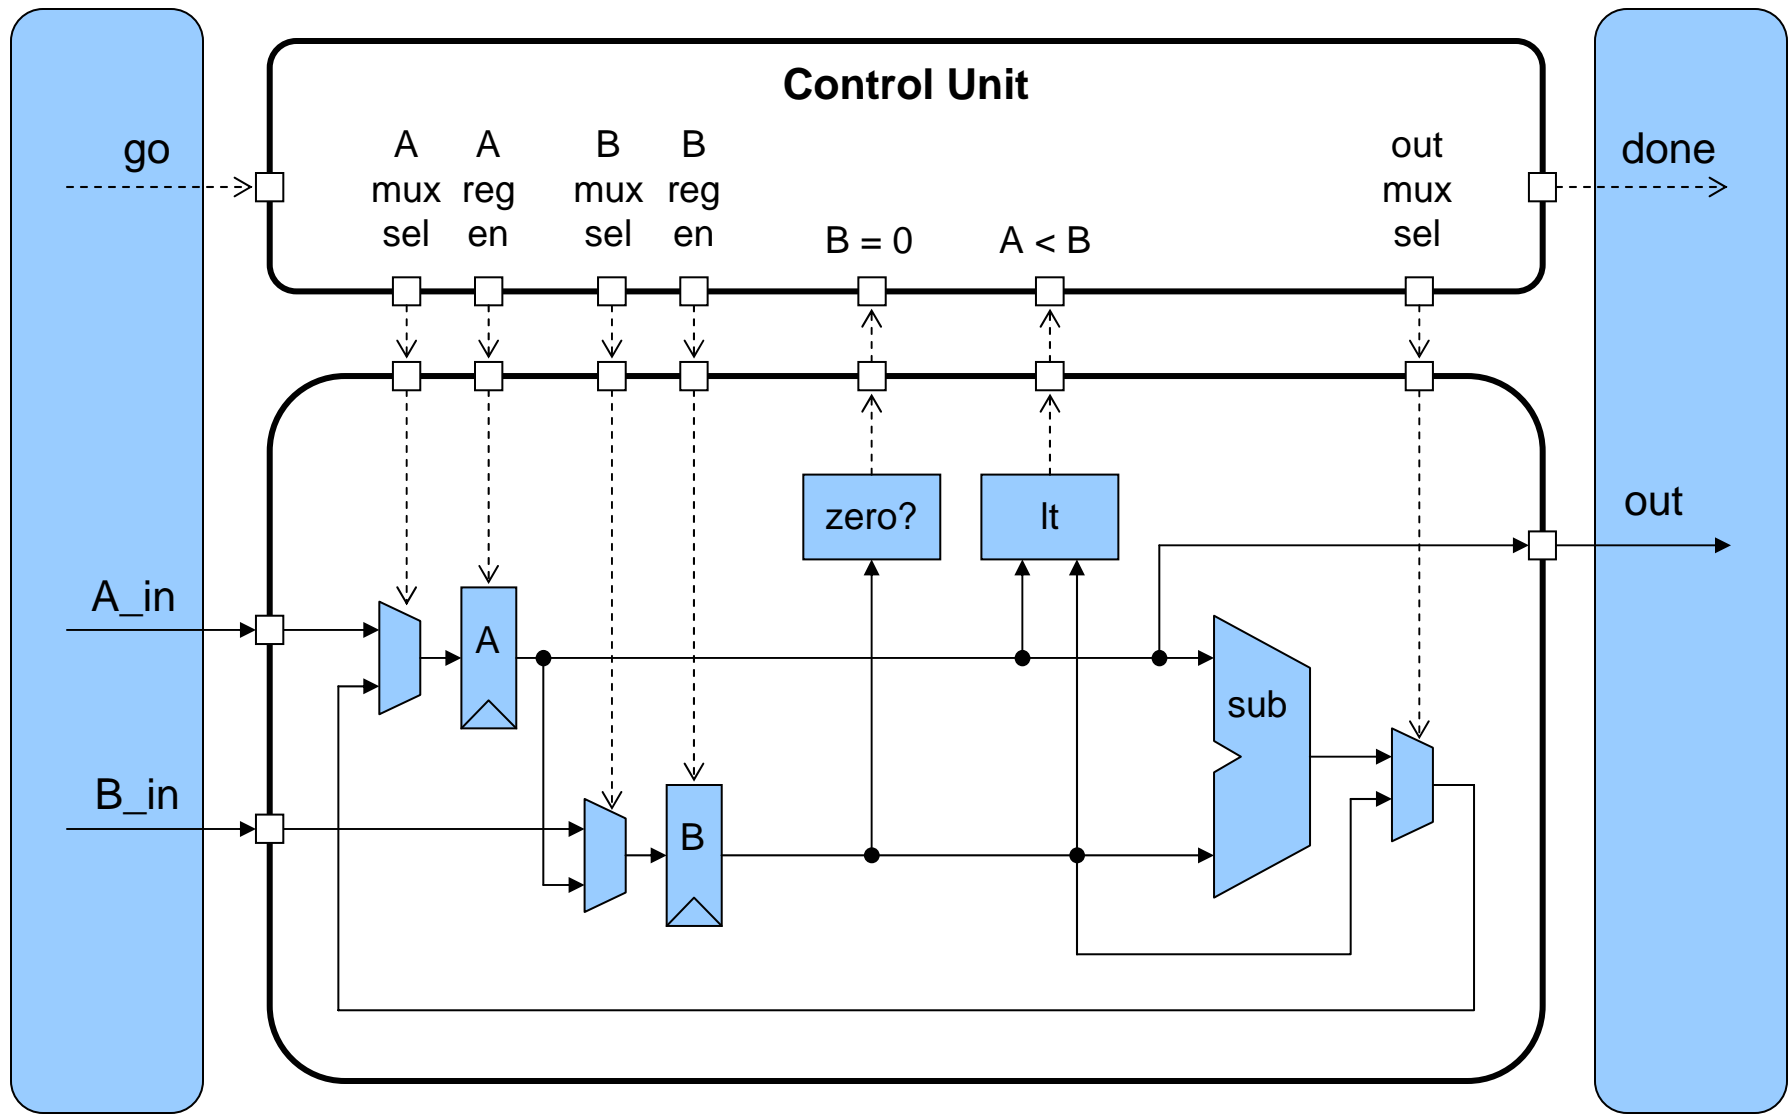 Control Unit
go
A
mux
sel
A
reg
en
B
mux
sel
B
reg
en
B = 0
A < B
out
mux
sel
done
zero?
lt
out
A_in
A
sub
B_in
B